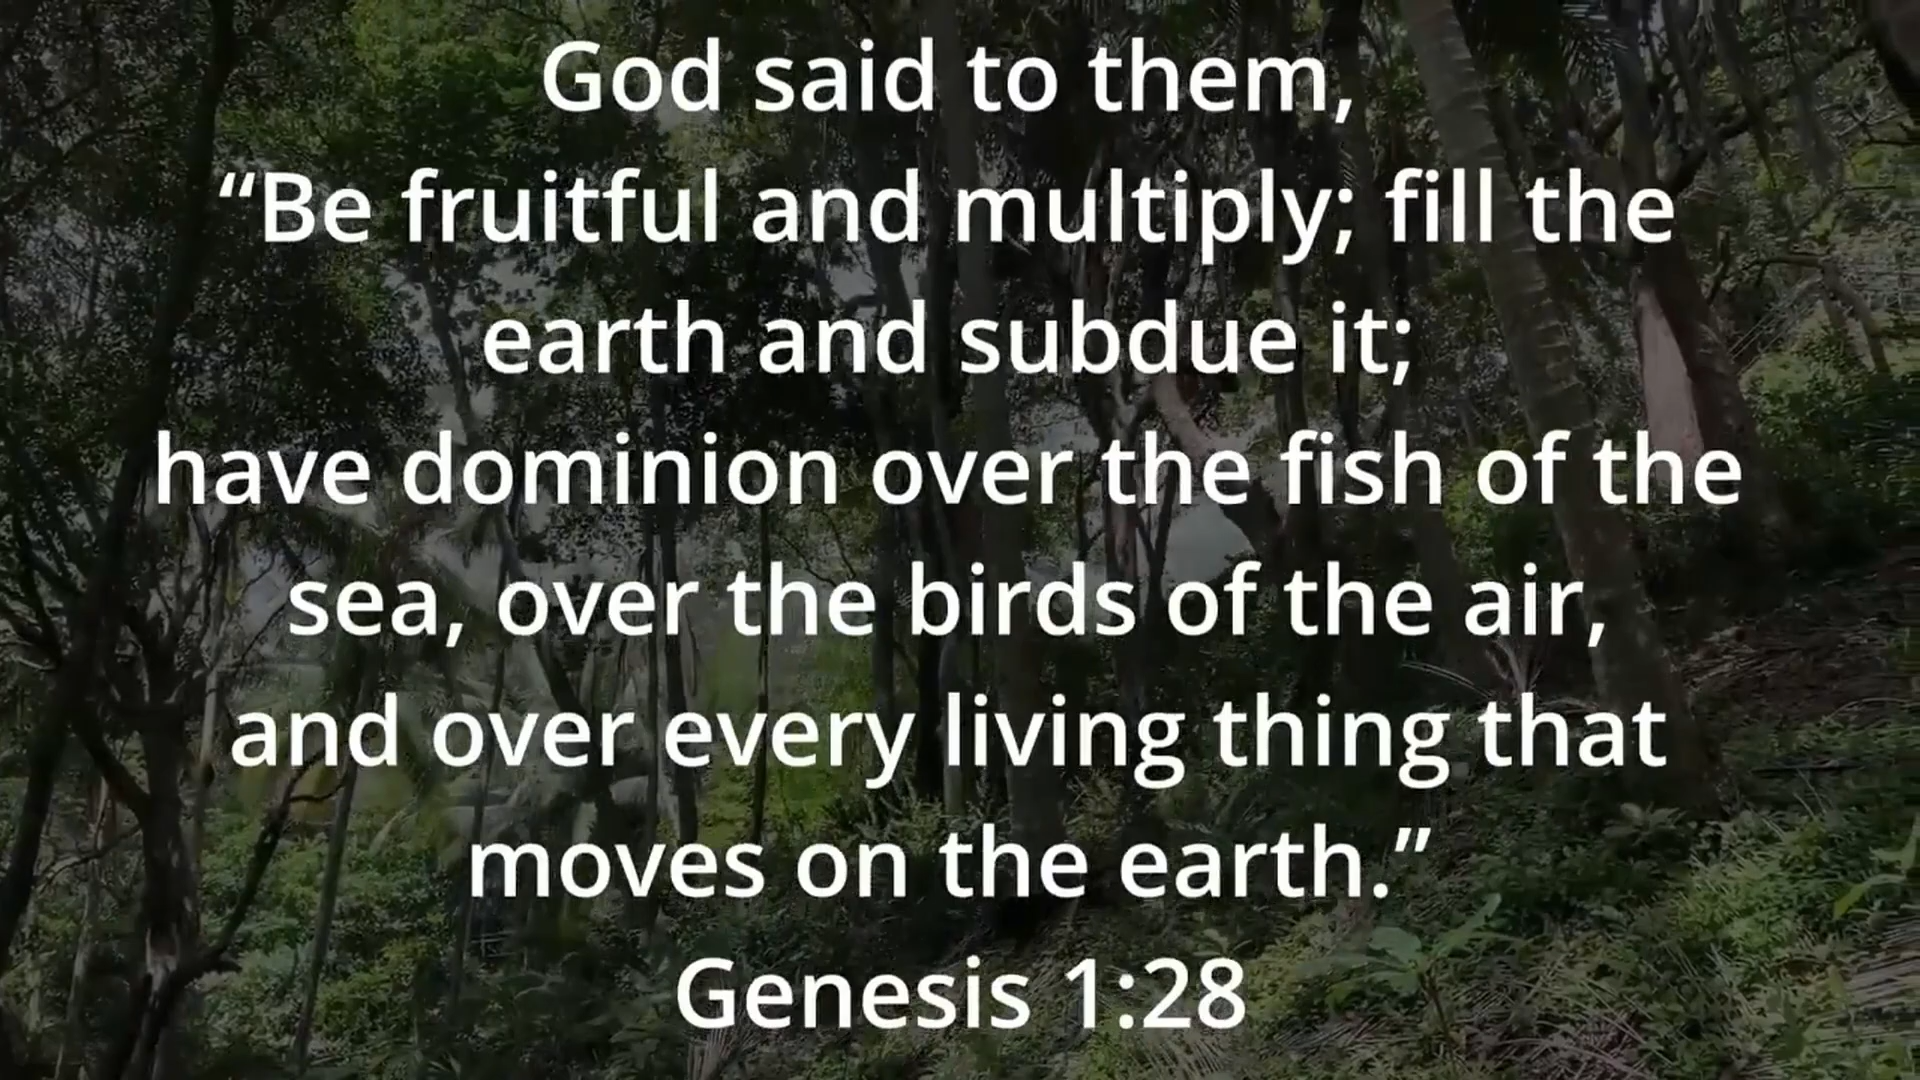 God said to them,
“Be fruitful and multiply; fill the
earth and subdue it;
have dominion over the fish of the
sea, over the birds of the air,
and over every living thing that
moves on the earth.”
Genesis 1:28